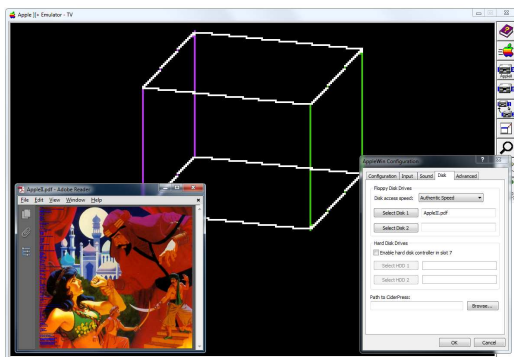 Apple ][+ Emulator - TV
Apple][
AppleII.pdf - Adobe Reader
File Edit View Window Help
AppleWin Configuration
Configuration Input Sound Disk Advanced
Floppy Disk Drives
Disk access speed: Authentic Speed
Select Disk 1 AppleII.pdf
Select Disk 2
Hard Disk Drives
Enable hard disk controller in slot 7
Select HDD 1
Select HDD 2
Path to CiderPress:
Browse...
OK Cancel